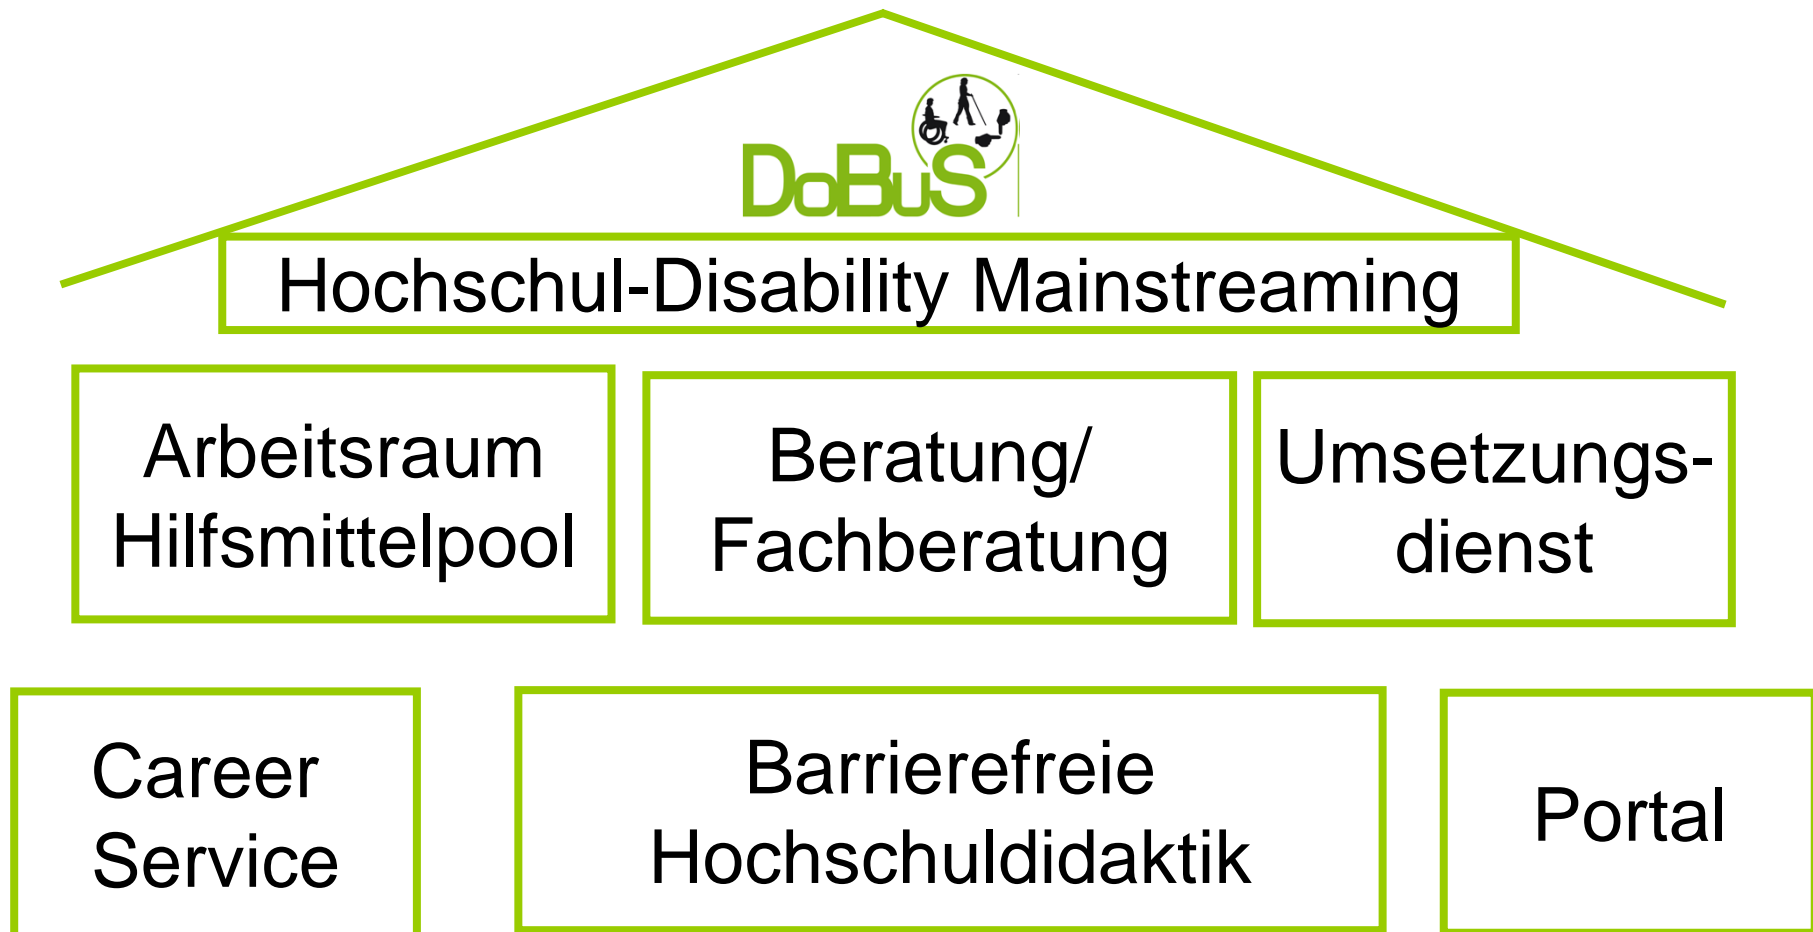 DoBuS
Hochschul-Disability Mainstreaming
Arbeitsraum
Hilfsmittelpool
Beratung/
Fachberatung
Umsetzungs-
dienst
Career
Service
Barrierefreie
Hochschuldidaktik
Portal